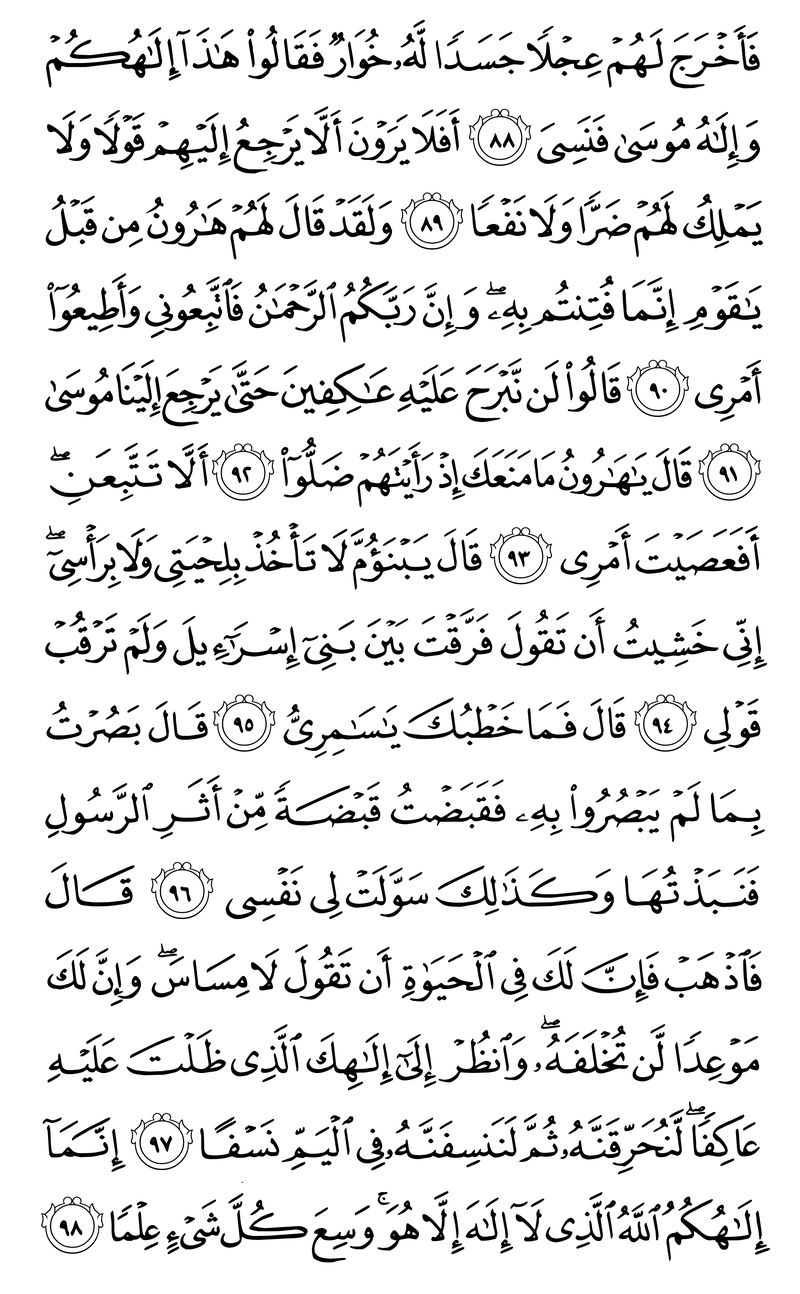 فَأَخْرَجَ لَهُمْ عِجْلًا جَسَدًا لَّهُۥ خُوَارٌ فَقَالُوا۟ هَٰذَآ إِلَٰهُكُمْ
وَإِلَٰهُ مُوسَىٰ فَنَسِىَ ٨٨ أَفَلَا يَرَوْنَ أَلَّا يَرْجِعُ إِلَيْهِمْ قَوْلًا وَلَا
يَمْلِكُ لَهُمْ ضَرًّا وَلَا نَفْعًا ٨٩ وَلَقَدْ قَالَ لَهُمْ هَٰرُونُ مِن قَبْلُ
يَٰقَوْمِ إِنَّمَا فُتِنتُم بِهِۦ ۖ وَإِنَّ رَبَّكُمُ ٱلرَّحْمَٰنُ فَٱتَّبِعُونِى وَأَطِيعُوٓا۟
أَمْرِى ٩٠ قَالُوا۟ لَن نَّبْرَحَ عَلَيْهِ عَٰكِفِينَ حَتَّىٰ يَرْجِعَ إِلَيْنَا مُوسَىٰ
٩١ قَالَ يَٰهَٰرُونُ مَا مَنَعَكَ إِذْ رَأَيْتَهُمْ ضَلُّوٓا۟ ٩٢ أَلَّا تَتَّبِعَنِ ۖ
أَفَعَصَيْتَ أَمْرِى ٩٣ قَالَ يَبْنَؤُمَّ لَا تَأْخُذْ بِلِحْيَتِى وَلَا بِرَأْسِىٓ ۖ
إِنِّى خَشِيتُ أَن تَقُولَ فَرَّقْتَ بَيْنَ بَنِىٓ إِسْرَٰٓءِيلَ وَلَمْ تَرْقُبْ
قَوْلِى ٩٤ قَالَ فَمَا خَطْبُكَ يَٰسَٰمِرِىُّ ٩٥ قَالَ بَصُرْتُ
بِمَا لَمْ يَبْصُرُوا۟ بِهِۦ فَقَبَضْتُ قَبْضَةً مِّنْ أَثَرِ ٱلرَّسُولِ
فَنَبَذْتُهَا وَكَذَٰلِكَ سَوَّلَتْ لِى نَفْسِى ٩٦ قَالَ
فَٱذْهَبْ فَإِنَّ لَكَ فِى ٱلْحَيَوٰةِ أَن تَقُولَ لَا مِسَاسَ ۖ وَإِنَّ لَكَ
مَوْعِدًا لَّن تُخْلَفَهُۥ ۖ وَٱنظُرْ إِلَىٰٓ إِلَٰهِكَ ٱلَّذِى ظَلْتَ عَلَيْهِ
عَاكِفًا ۖ لَّنُحَرِّقَنَّهُۥ ثُمَّ لَنَنسِفَنَّهُۥ فِى ٱلْيَمِّ نَسْفًا ٩٧ إِنَّمَآ
إِلَٰهُكُمُ ٱللَّهُ ٱلَّذِى لَآ إِلَٰهَ إِلَّا هُوَ ۚ وَسِعَ كُلَّ شَىْءٍ عِلْمًا ٩٨